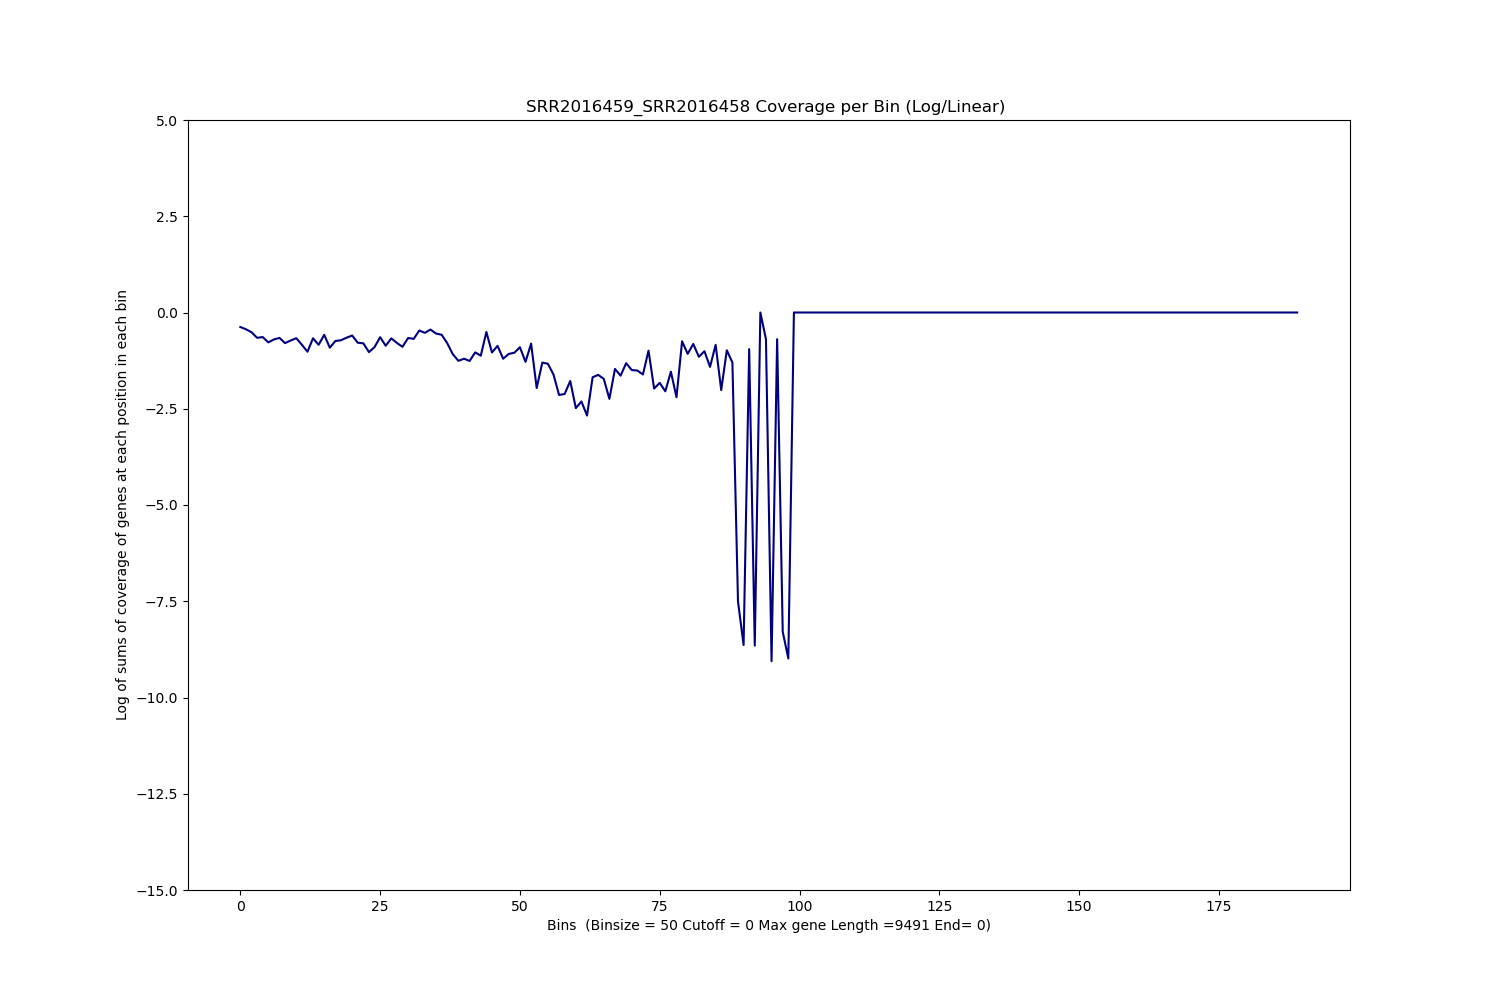 SRR2016459_SRR2016458 Coverage per Bin (Log/Linear)
Log of sums of coverage of genes at each position in each bin
5.0
2.5
0.0
−2.5
−5.0
−7.5
−10.0
−12.5
−15.0
0 25 50 75 100 125 150 175
Bins  (Binsize = 50 Cutoff = 0 Max gene Length =9491 End= 0)